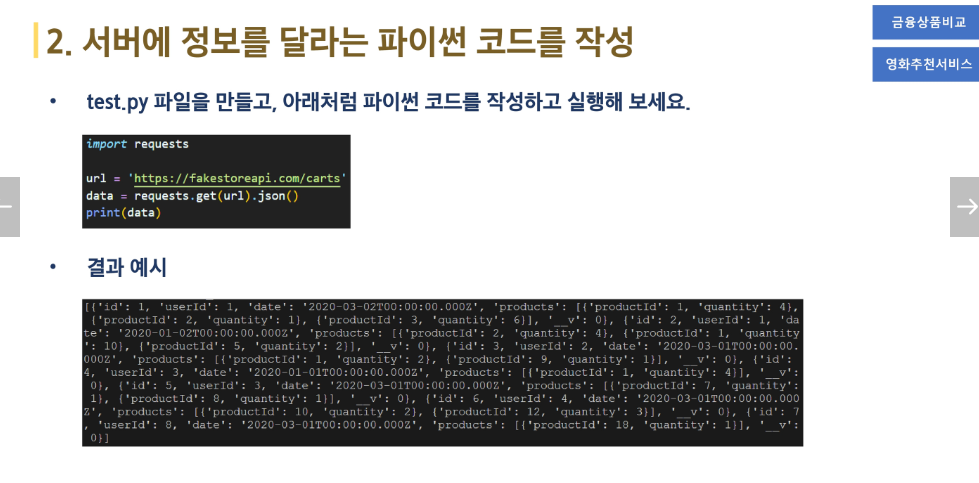 금융상품비교
2. 서버에 정보를 달라는 파이썬 코드를 작성
영화추천서비스
• test.py 파일을 만들고, 아래처럼 파이썬 코드를 작성하고 실행해 보세요.
import requests
url = 'https://fakestoreapi.com/carts'
data = requests.get(url).json()
print(data)
• 결과 예시
[{'id': 1, 'userId': 1, 'date': '2020-03-02T00:00:00.000Z', 'products': [{'productId': 1, 'quantity': 4},
[{'productId': 2, 'quantity': 1}, {'productId': 3, 'quantity': 6}], '__v': 0}, {'id': 2, 'userId': 1, 'da
te': '2020-01-02T00:00:00.000Z', 'products': [{'productId': 2, 'quantity': 4}, {'productId': 1, 'quantity
': 10}, {'productId': 5, 'quantity': 2}], '__v': 0}, {'id': 3, 'userId': 2, 'date': '2020-03-01T00:00:00.
000Z', 'products': [{'productId': 1, 'quantity': 2}, {'productId': 9, 'quantity': 1}], '__v': 0}, {'id':
4, 'userId': 3, 'date': '2020-01-01T00:00:00.000Z', 'products': [{'productId': 1, 'quantity': 4}], '__v':
0}, {'id': 5, 'userId': 3, 'date': '2020-03-01T00:00:00.000Z', 'products': [{'productId': 7, 'quantity':
1}, {'productId': 8, 'quantity': 1}], '__v': 0}, {'id': 6, 'userId': 4, 'date': '2020-03-01T00:00:00.000
Z', 'products': [{'productId': 10, 'quantity': 2}, {'productId': 12, 'quantity': 3}], '__v': 0}, {'id': 7
, 'userId': 8, 'date': '2020-03-01T00:00:00.000Z', 'products': [{'productId': 18, 'quantity': 1}], '__v':
0}]